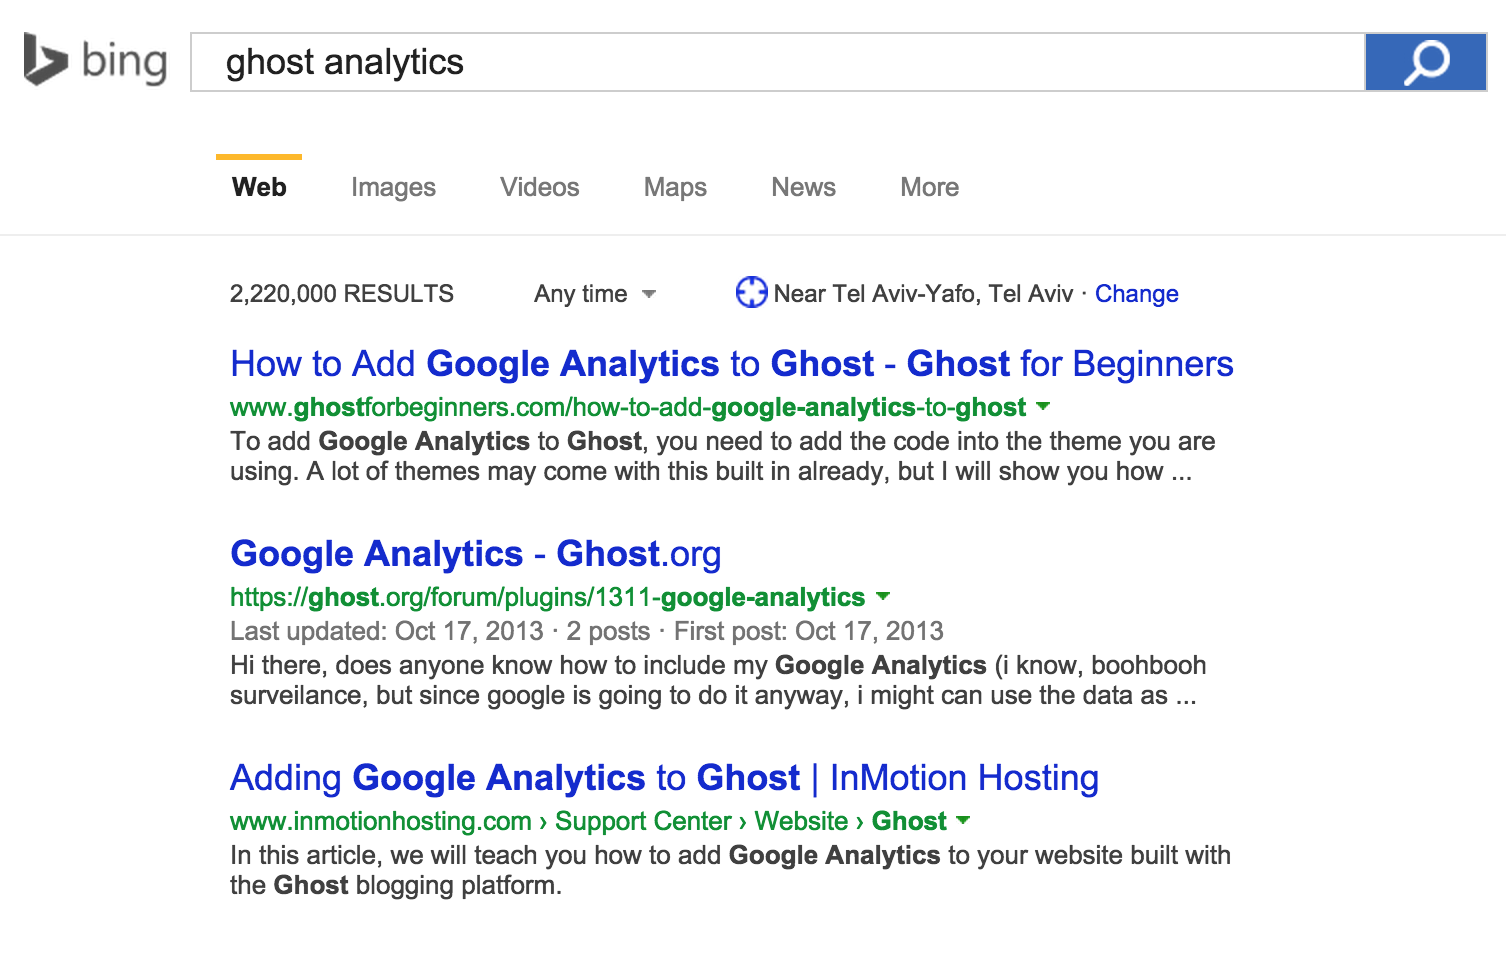 bing
ghost analytics
Web Images Videos Maps News More
2,220,000 RESULTS Any time Near Tel Aviv-Yafo, Tel Aviv · Change
How to Add Google Analytics to Ghost - Ghost for Beginners
www.ghostforbeginners.com/how-to-add-google-analytics-to-ghost
To add Google Analytics to Ghost, you need to add the code into the theme you are
using. A lot of themes may come with this built in already, but I will show you how ...
Google Analytics - Ghost.org
https://ghost.org/forum/plugins/1311-google-analytics
Last updated: Oct 17, 2013 · 2 posts · First post: Oct 17, 2013
Hi there, does anyone know how to include my Google Analytics (i know, boohbooh
surveilance, but since google is going to do it anyway, i might can use the data as ...
Adding Google Analytics to Ghost | InMotion Hosting
www.inmotionhosting.com › Support Center › Website › Ghost
In this article, we will teach you how to add Google Analytics to your website built with
the Ghost blogging platform.